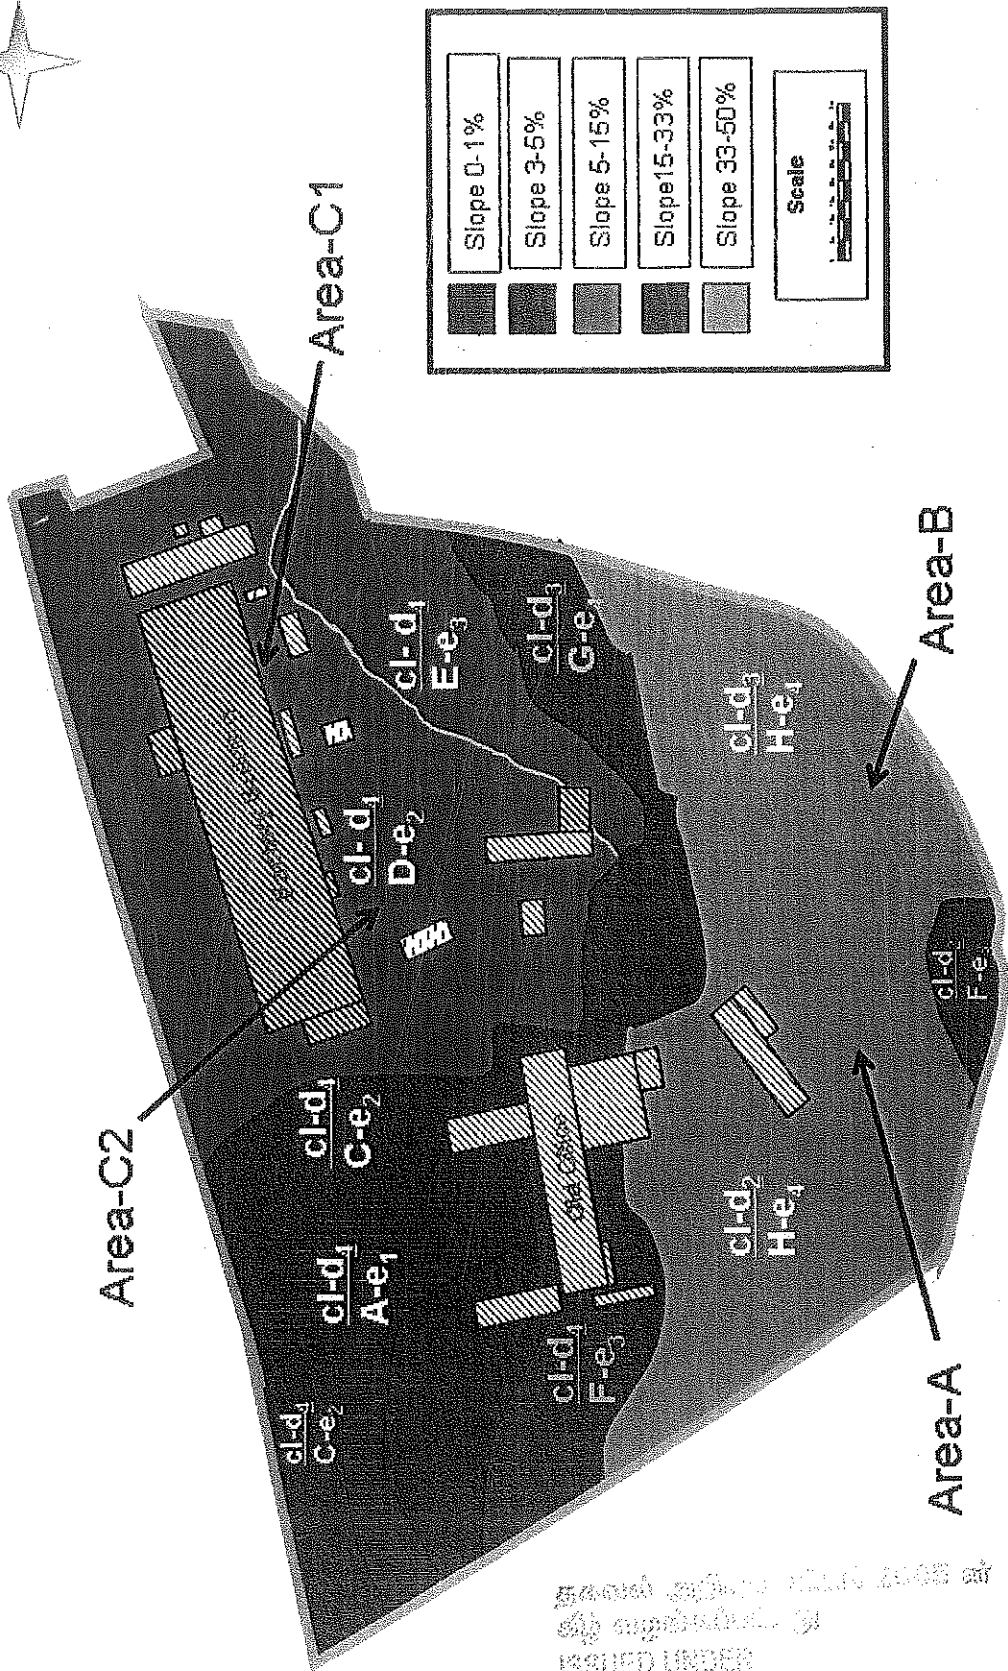 Area-C2
Area-C1
cl-d₁
C-e₂
cl-d₁
A-e₁
cl-d₁
C-e₂
cl-d₁
D-e₂
cl-d₁
E-e₃
cl-d₃
cl-d₁
F-e₃
cl-d₂
H-e₄
cl-d₃
H-e₄
Area-A
Area-B
Slope 0-1%
Slope 3-5%
Slope 5-15%
Slope15-33%
Slope 33-50%
Scale